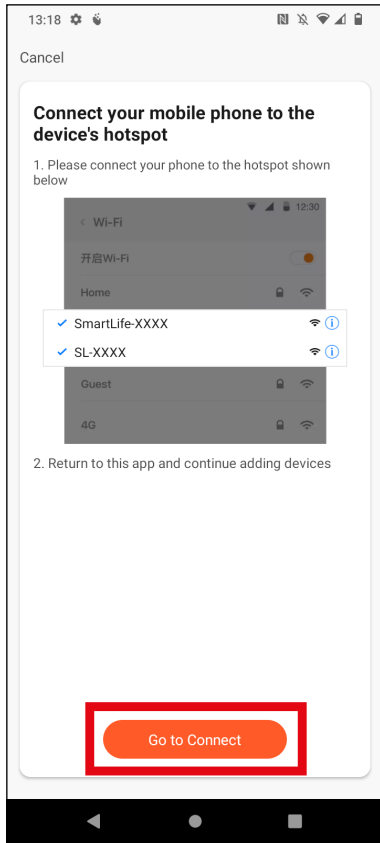 13:18
Cancel
Connect your mobile phone to the
device's hotspot
1. Please connect your phone to the hotspot shown
below
12:30
< Wi-Fi
开启Wi-Fi
Home
SmartLife-XXXX
SL-XXXX
Guest
4G
2. Return to this app and continue adding devices
Go to Connect